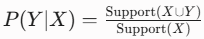 P(Y|X) = Support(X∪Y) / Support(X)